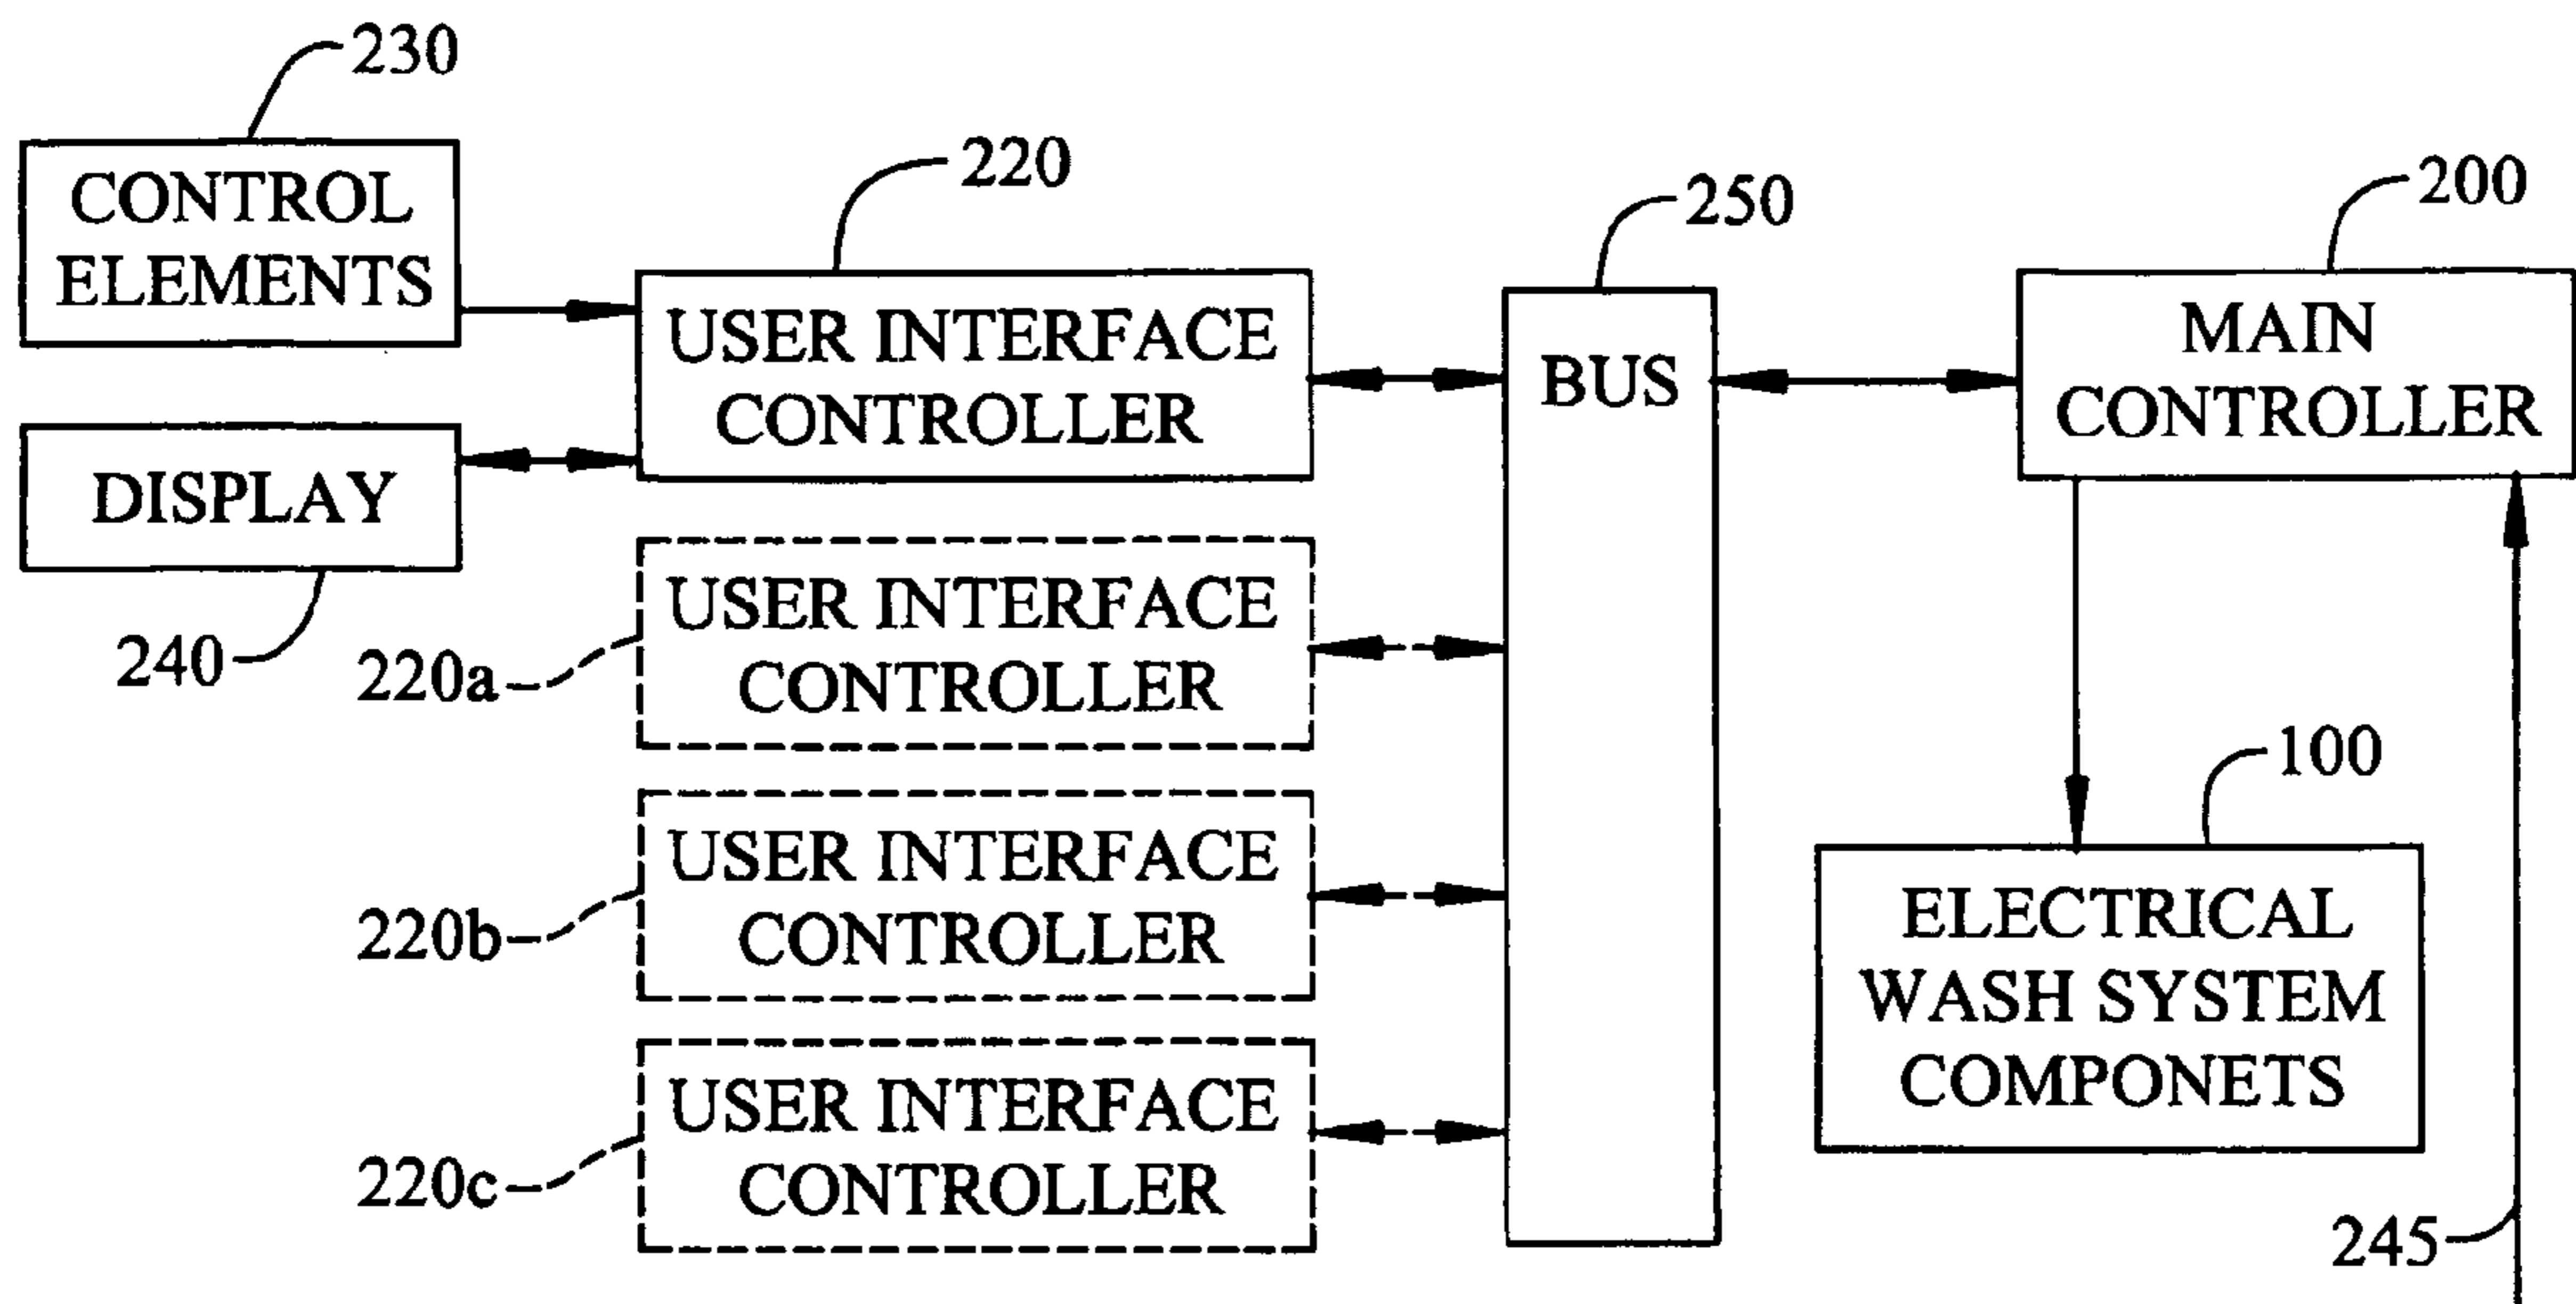 230
CONTROL
ELEMENTS
220
USER INTERFACE
CONTROLLER
250
BUS
200
MAIN
CONTROLLER
DISPLAY
240
USER INTERFACE
CONTROLLER
220a
USER INTERFACE
CONTROLLER
220b
USER INTERFACE
CONTROLLER
220c
100
ELECTRICAL
WASH SYSTEM
COMPONETS
245